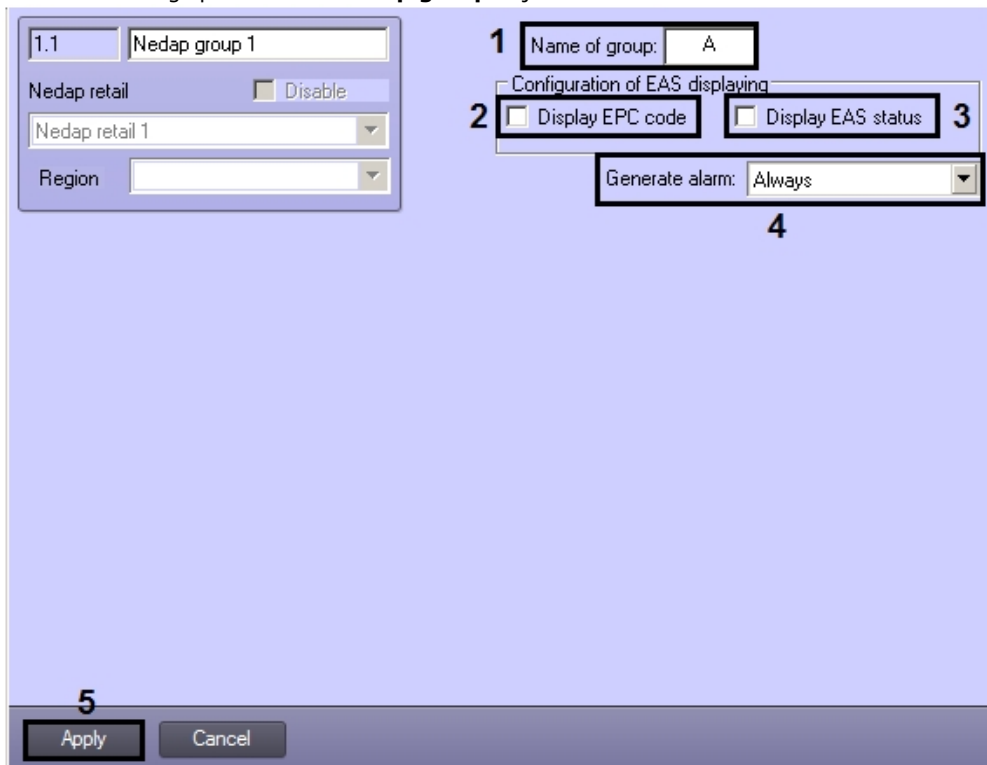 1.1 Nedap group 1
Nedap retail Disable
Nedap retail 1
Region
1 Name of group: A
Configuration of EAS displaying
2 Display EPC code Display EAS status 3
Generate alarm: Always
4
5
Apply Cancel